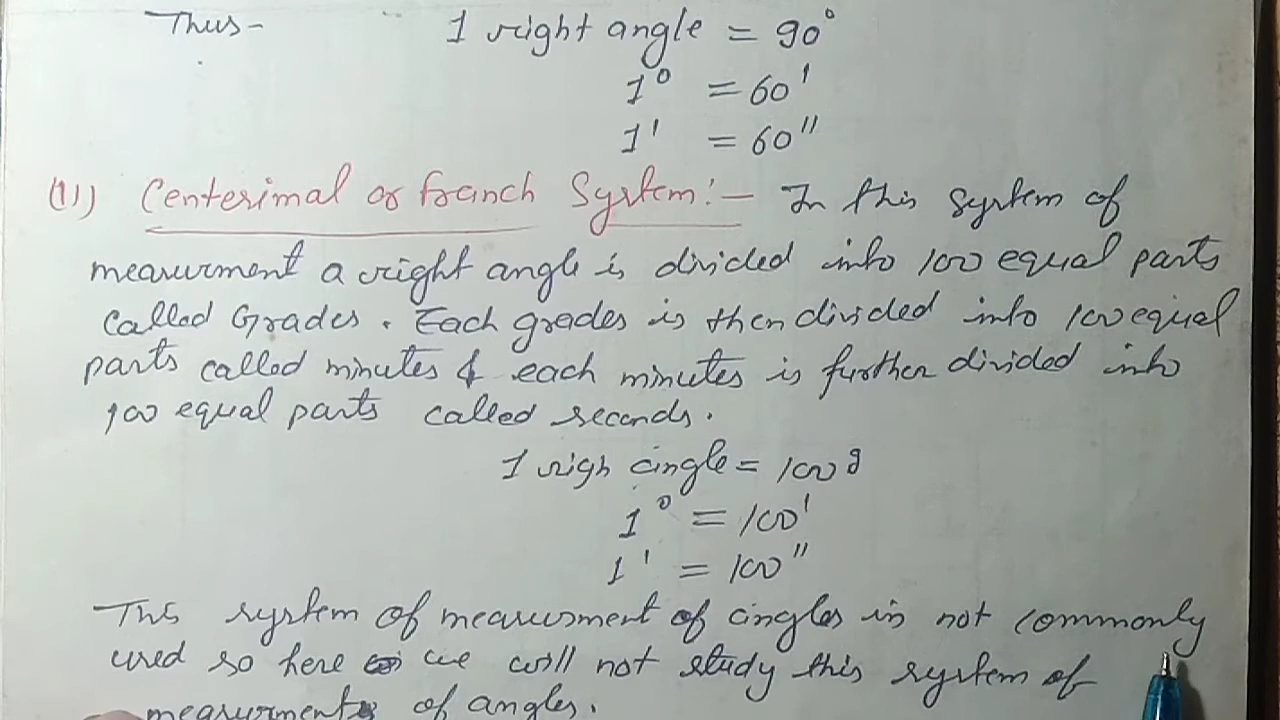 Thus- 1 right angle = 90°
1° = 60'
1' = 60"
(11) Centerimal or Franch System:- In this system of
measurment a right angle is divided into 100 equal parts
called Grades. Each grades is then divided into 100 equal
parts called minutes & each minutes is further divided into
100 equal parts called seconds.
1 righ angle = 100 g
1° = 100'
1' = 100"
This system of measurment of angles is not commonly
used so here we will not study this system of
measurments of angles.